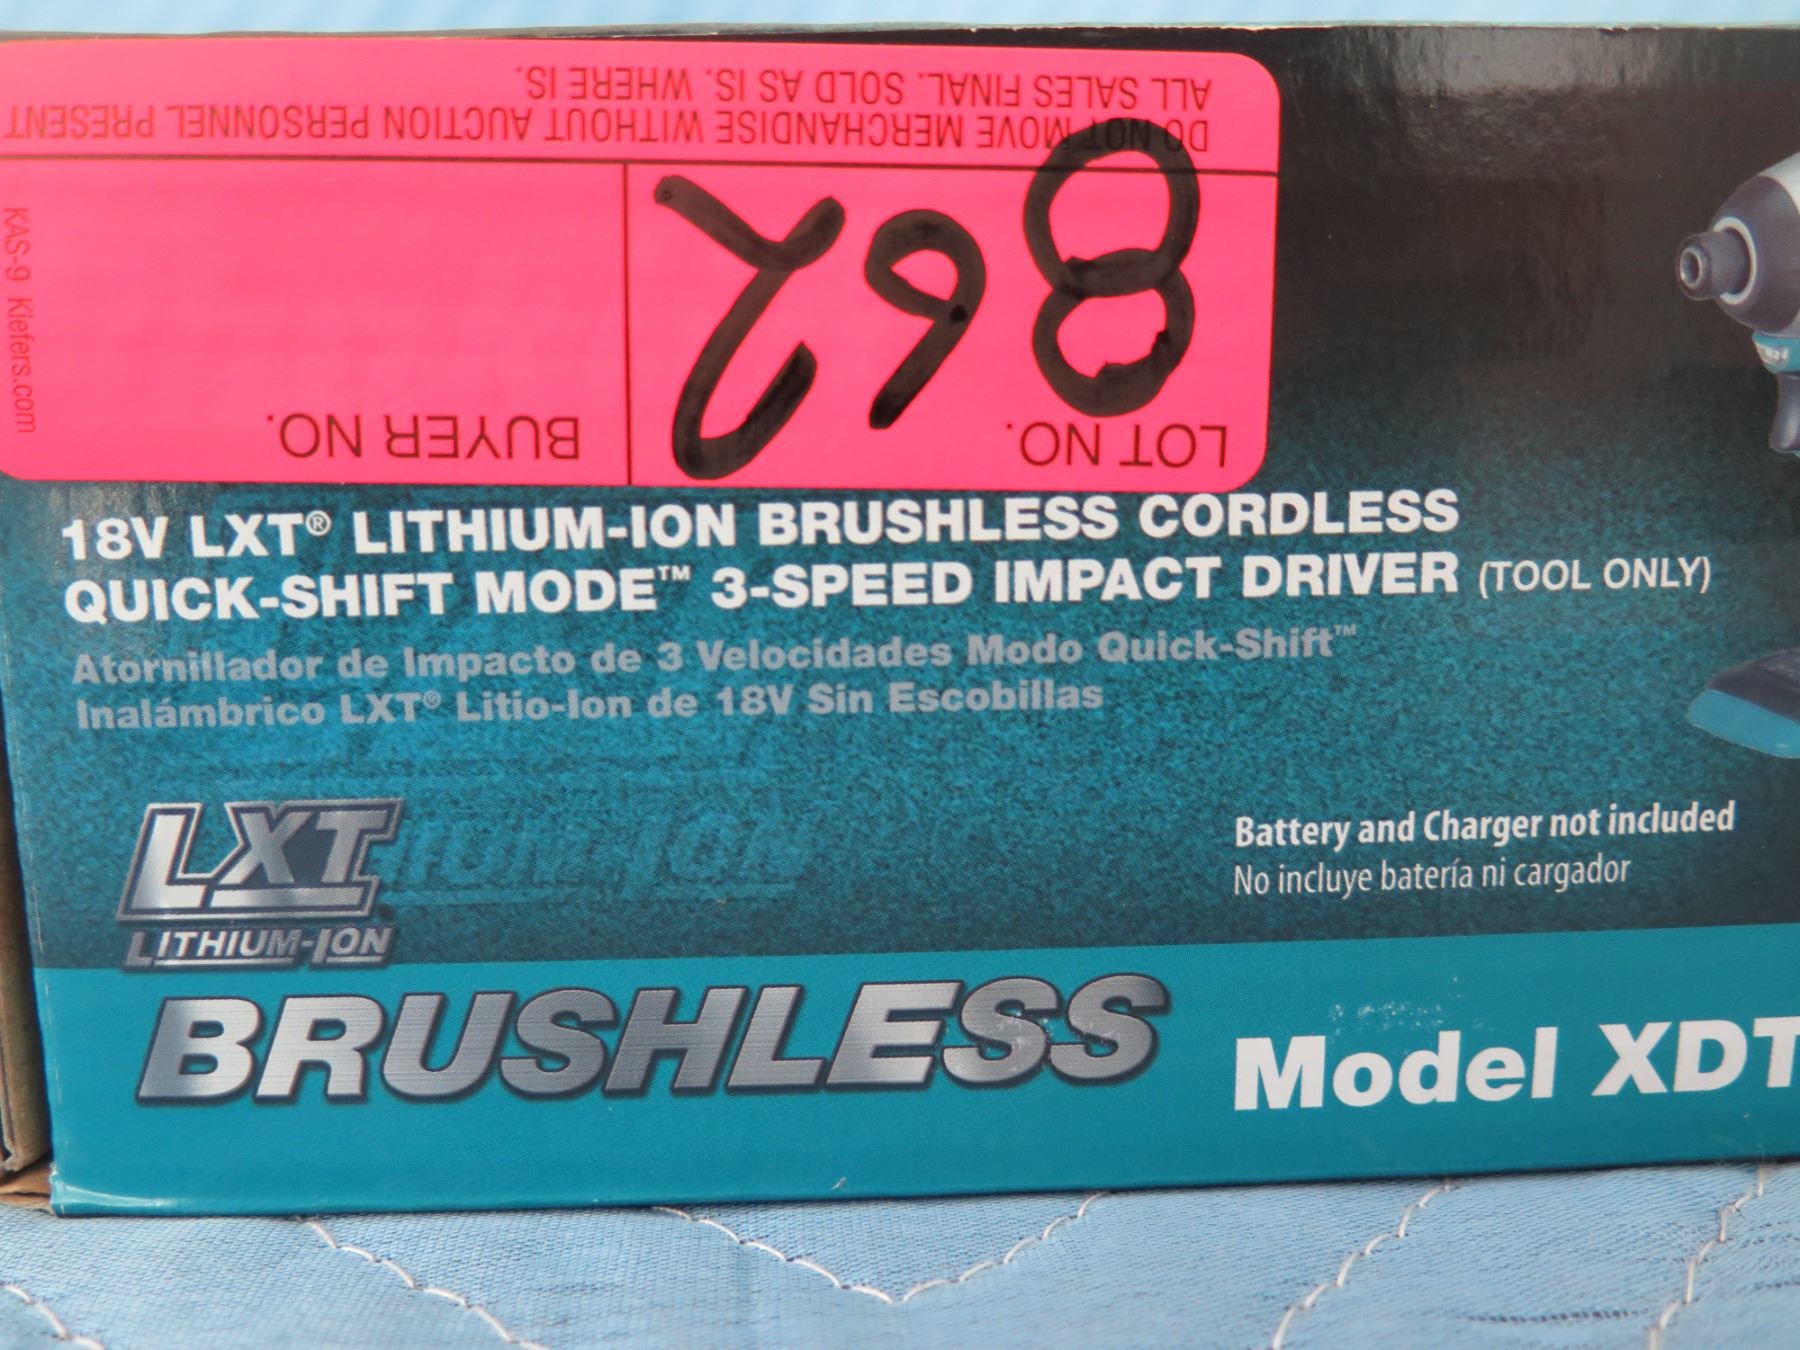 LOT NO.
862
BUYER NO.
DO NOT MOVE MERCHANDISE WITHOUT AUCTION PERSONNEL PRESENT
ALL SALES FINAL. SOLD AS IS. WHERE IS.
KAS-9 Kiefers.com
18V LXT® LITHIUM-ION BRUSHLESS CORDLESS
QUICK-SHIFT MODE™ 3-SPEED IMPACT DRIVER (TOOL ONLY)
Atornillador de Impacto de 3 Velocidades Modo Quick-Shift™
Inalámbrico LXT® Litio-Ion de 18V Sin Escobillas
LXT
LITHIUM-ION
BRUSHLESS
Battery and Charger not included
No incluye batería ni cargador
Model XDT